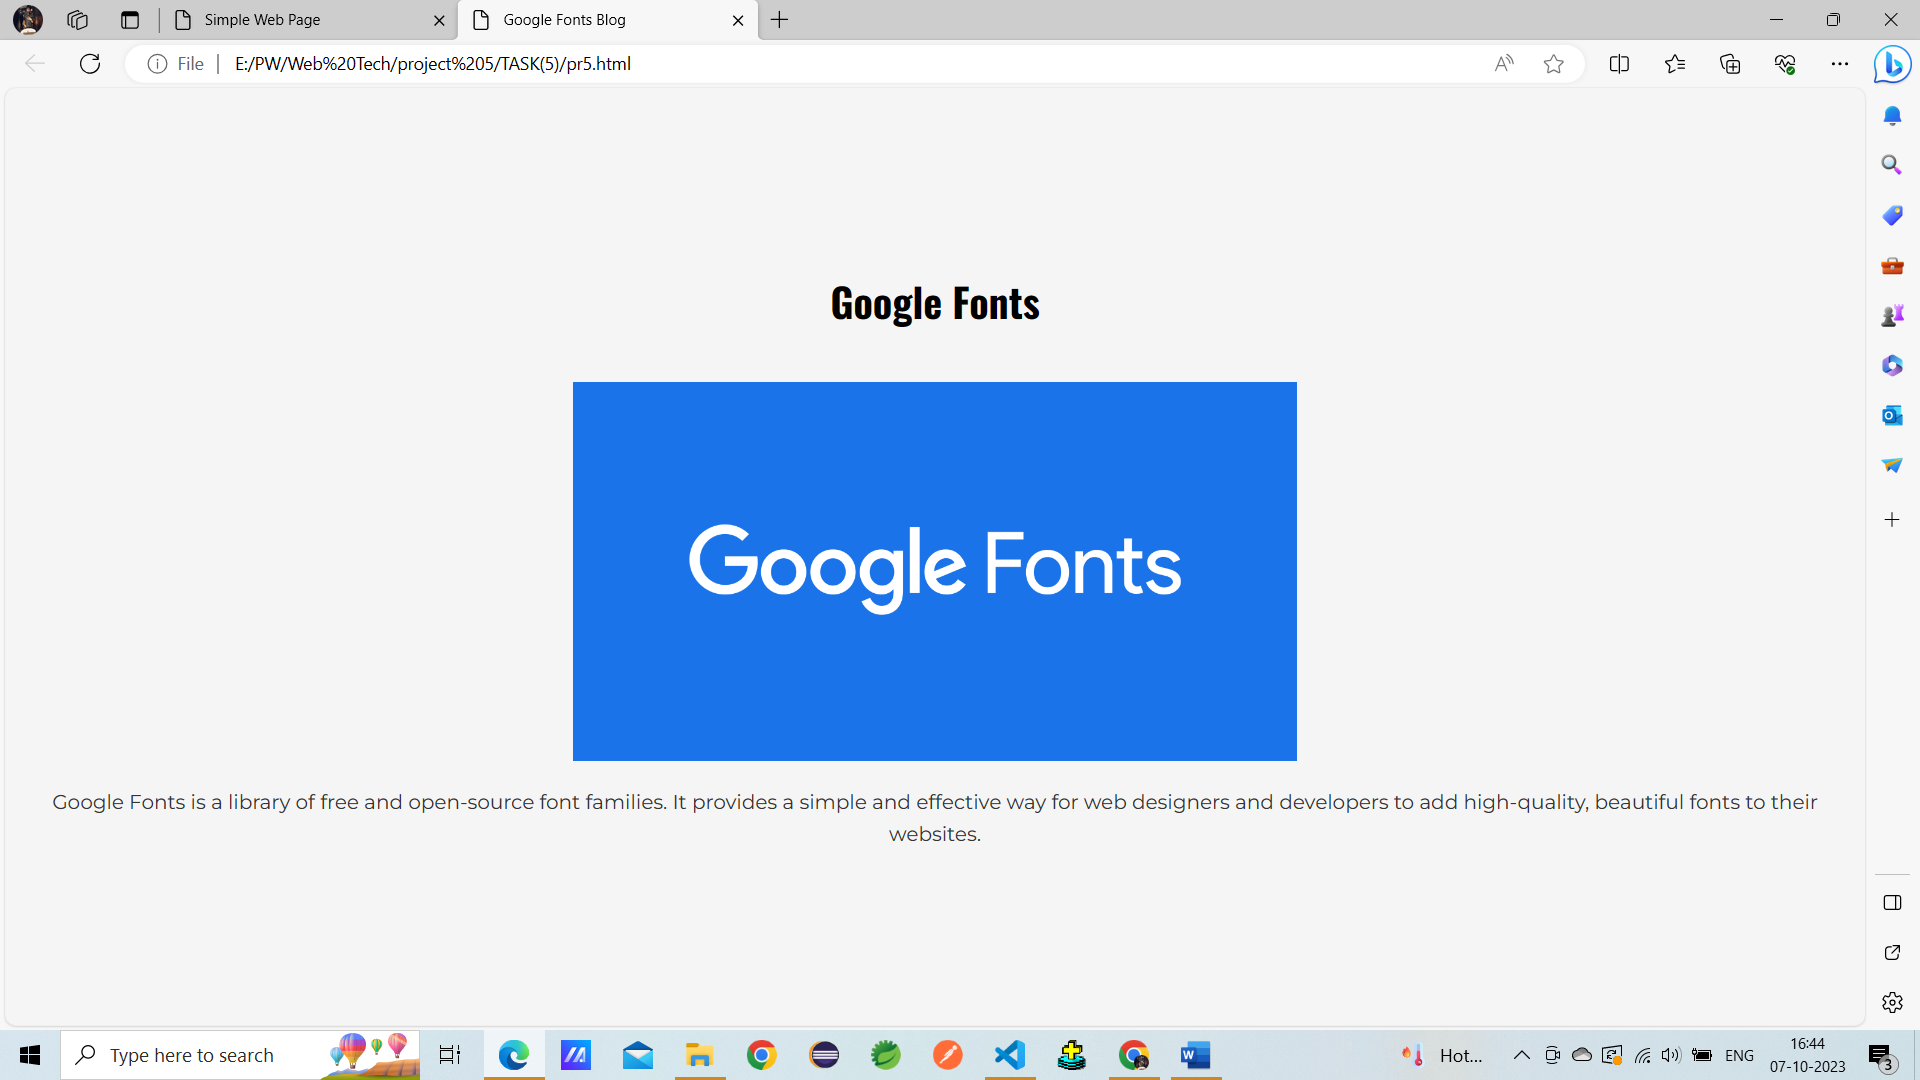 Simple Web Page
Google Fonts Blog
File
E:/PW/Web%20Tech/project%205/TASK(5)/pr5.html
Google Fonts
Google Fonts
Google Fonts is a library of free and open-source font families. It provides a simple and effective way for web designers and developers to add high-quality, beautiful fonts to their
websites.
Type here to search
Hot...
ENG
16:44
07-10-2023
3